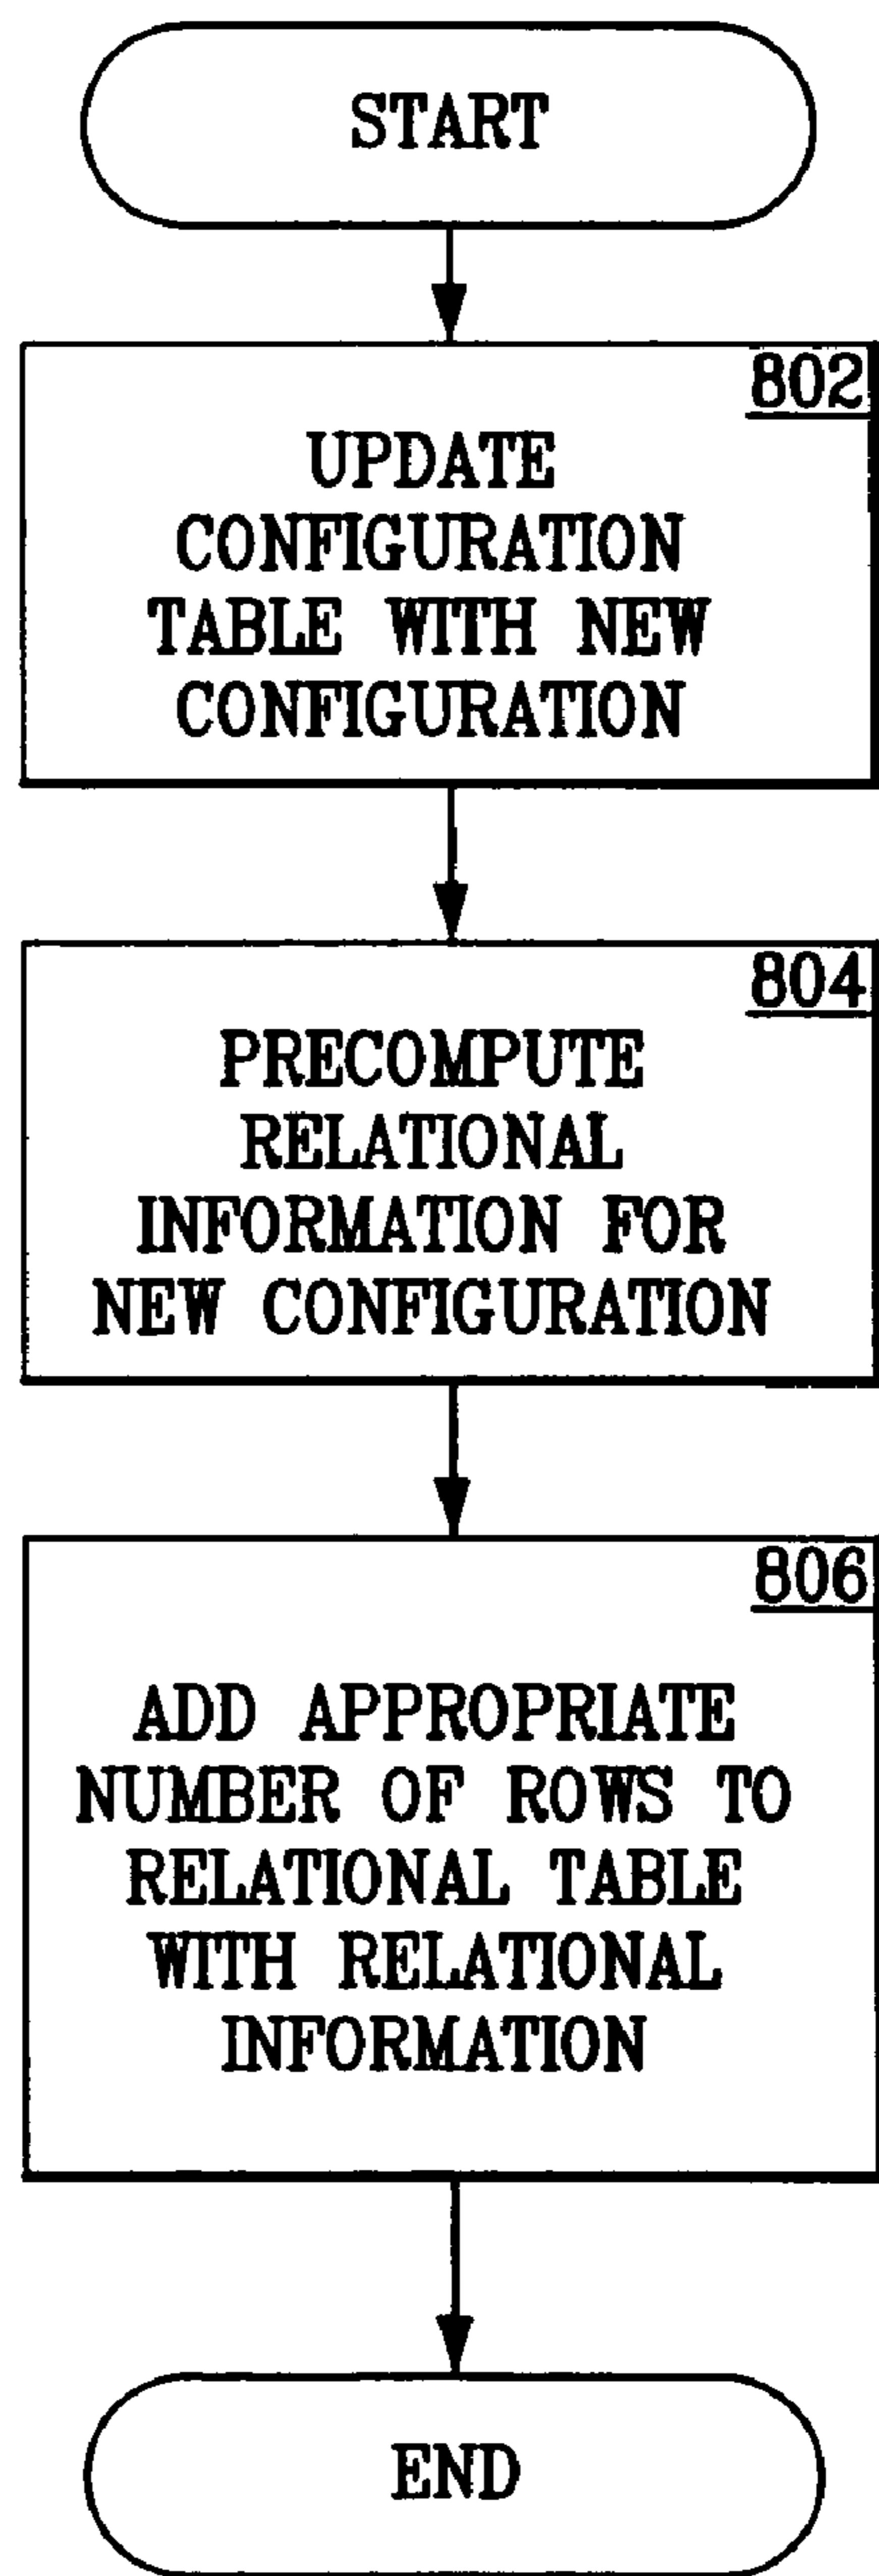 START
802
UPDATE
CONFIGURATION
TABLE WITH NEW
CONFIGURATION
804
PRECOMPUTE
RELATIONAL
INFORMATION FOR
NEW CONFIGURATION
806
ADD APPROPRIATE
NUMBER OF ROWS TO
RELATIONAL TABLE
WITH RELATIONAL
INFORMATION
END